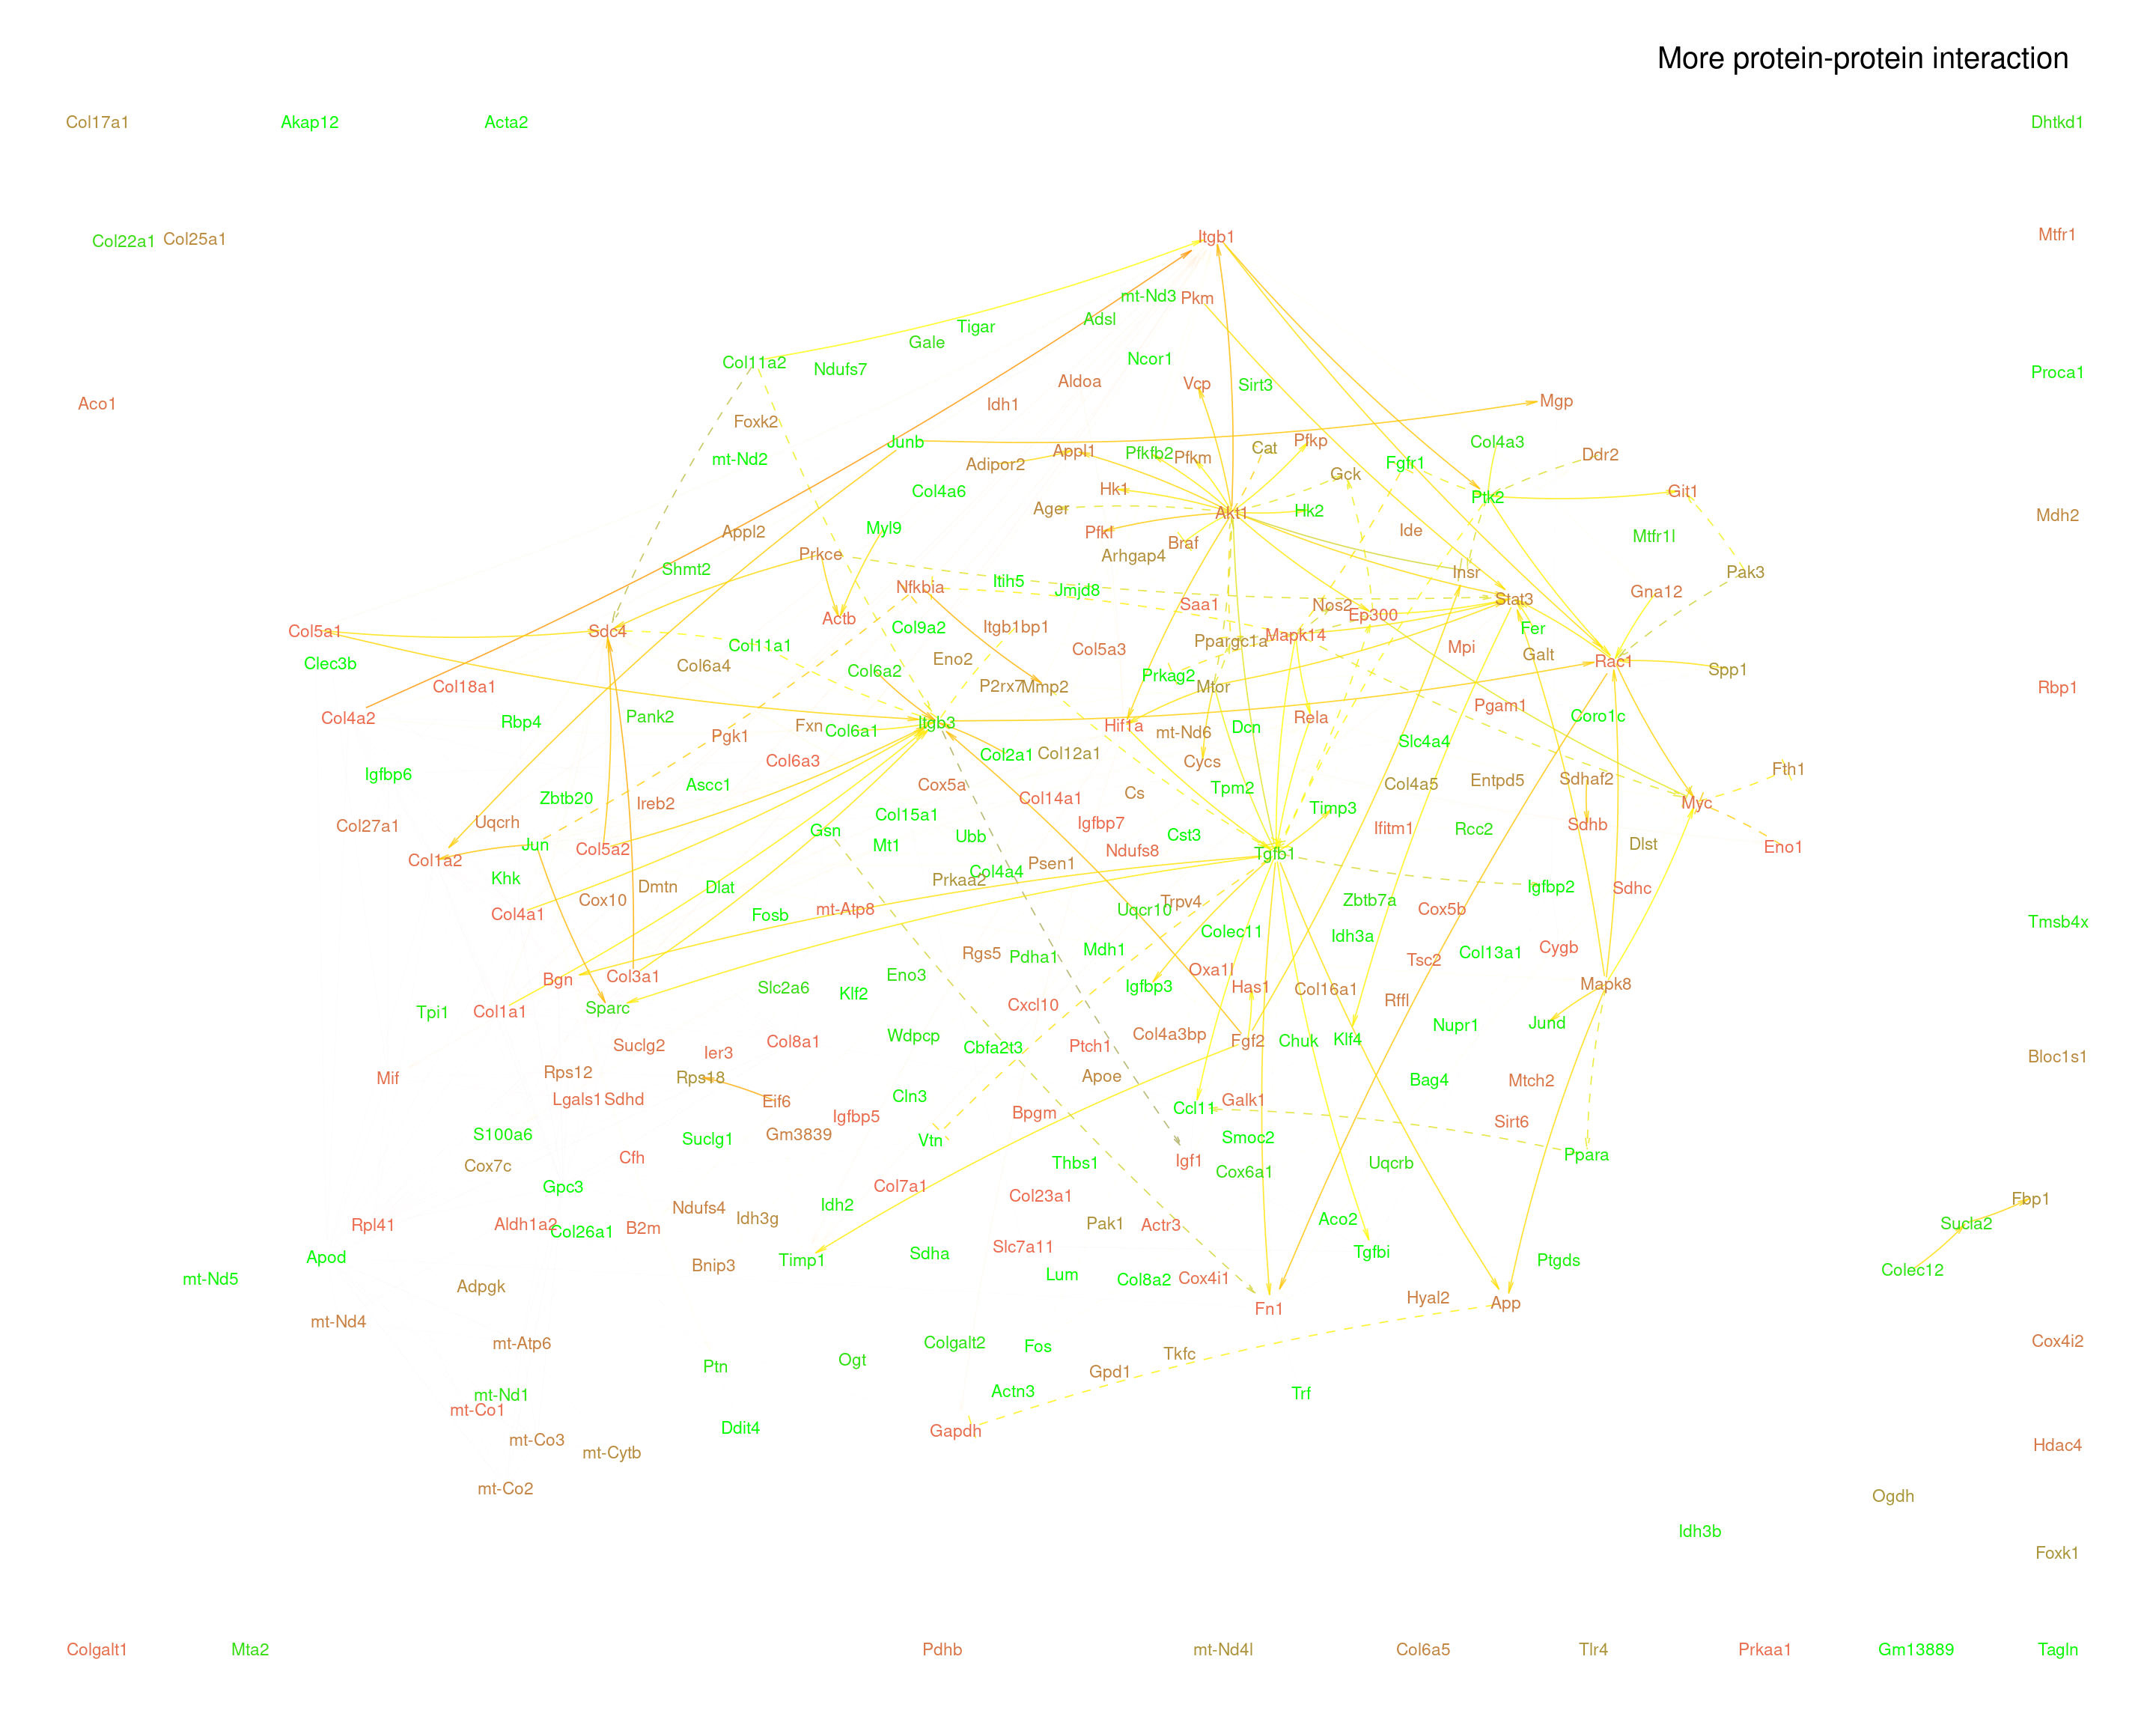 More protein-protein interaction
Col17a1 Akap12 Acta2 Dhtkd1
Col22a1 Col25a1 Itgb1 Mtfr1
mt-Nd3 Pkm
Tigar Adsl
Gale
Col11a2 Ndufs7 Ncor1 Proca1
Aldoa Vcp Sirt3
Aco1 Idh1 Mgp
Foxk2
Junb Appl1 Pfkfb2 Pfkm Cat Pfkp Col4a3
mt-Nd2 Adipor2 Gck Fgfr1 Ddr2
Col4a6 Hk1 Ptk2 Git1
Ager Akt1 Hk2 Mdh2
Appl2 Myl9 Pfkl Braf Ide Mtfr1l
Prkce Arhgap4
Shmt2 Nfkbia Itih5 Jmjd8 Insr Pak3
Saa1 Nos2 Ep300 Stat3 Gna12
Col5a1 Sdc4 Actb Col9a2 Itgb1bp1 Mapk14 Fer
Clec3b Col11a1 Col6a4 Eno2 Col5a3 Ppargc1a Mpi Galt Rac1
Col18a1 Col6a2 P2rx7 Mmp2 Prkag2 Mtor Spp1 Rbp1
Col4a2 Rbp4 Pank2 Fxn Col6a1 Itgb3 Hif1a Dcn Rela Pgam1 Coro1c
Pgk1 mt-Nd6 Slc4a4
Igfbp6 Col6a3 Col2a1 Col12a1 Cycs Fth1
Zbtb20 Ascc1 Cox5a Cs Tpm2 Col4a5 Entpd5 Sdhaf2
Ireb2 Col14a1 Timp3 Myc
Col27a1 Uqcrh Col15a1 Igfbp7 Ifitm1 Rcc2 Sdhb
Col1a2 Jun Col5a2 Gsn Mt1 Ubb Ndufs8 Cst3 Tgfb1 Dlst Eno1
Khk Dmtn Dlat Prkaa2 Col4a4 Psen1 Igfbp2 Sdhc
Col4a1 Cox10 Fosb mt-Atp8 Uqcr10 Trpv4 Zbtb7a Cox5b Tmsb4x
Colec11 Idh3a
Bgn Col3a1 Eno3 Rgs5 Pdha1 Mdh1 Oxa1l Tsc2 Col13a1 Cygb
Col1a1 Sparc Slc2a6 Klf2 Igfbp3 Has1 Col16a1 Mapk8
Tpi1 Cxcl10 Rffl Nupr1 Jund
Suclg2 Ier3 Col8a1 Wdpcp Cbfa2t3 Ptch1 Col4a3bp Fgf2 Chuk Klf4
Mif Rps12 Rps18 Apoe Bag4 Mtch2 Bloc1s1
Lgals1 Sdhd Eif6 Igfbp5 Cln3 Bpgm Ccl11 Galk1
S100a6 Suclg1 Gm3839 Vtn Smoc2 Sirt6
Cox7c Cfh Thbs1 Igf1 Cox6a1 Uqcrb Ppara
Gpc3 Col7a1 Col23a1 Fbp1
Rpl41 Aldh1a2 Col26a1 B2m Ndufs4 Idh3g Idh2 Pak1 Actr3 Aco2 Sucla2
Apod Bnip3 Timp1 Sdha Slc7a11 Tgfbi Ptgds
mt-Nd5 Adpgk Lum Col8a2 Cox4i1 Colec12
mt-Nd4 Fn1 Hyal2 App
mt-Atp6 Colgalt2 Fos Cox4i2
Ptn Ogt Gpd1 Tkfc
mt-Nd1 Actn3 Trf
mt-Co1 Ddit4 Gapdh
mt-Co3 mt-Cytb Hdac4
mt-Co2 Ogdh
Idh3b
Foxk1
Colgalt1 Mta2 Pdhb mt-Nd4l Col6a5 Tlr4 Prkaa1 Gm13889 Tagln